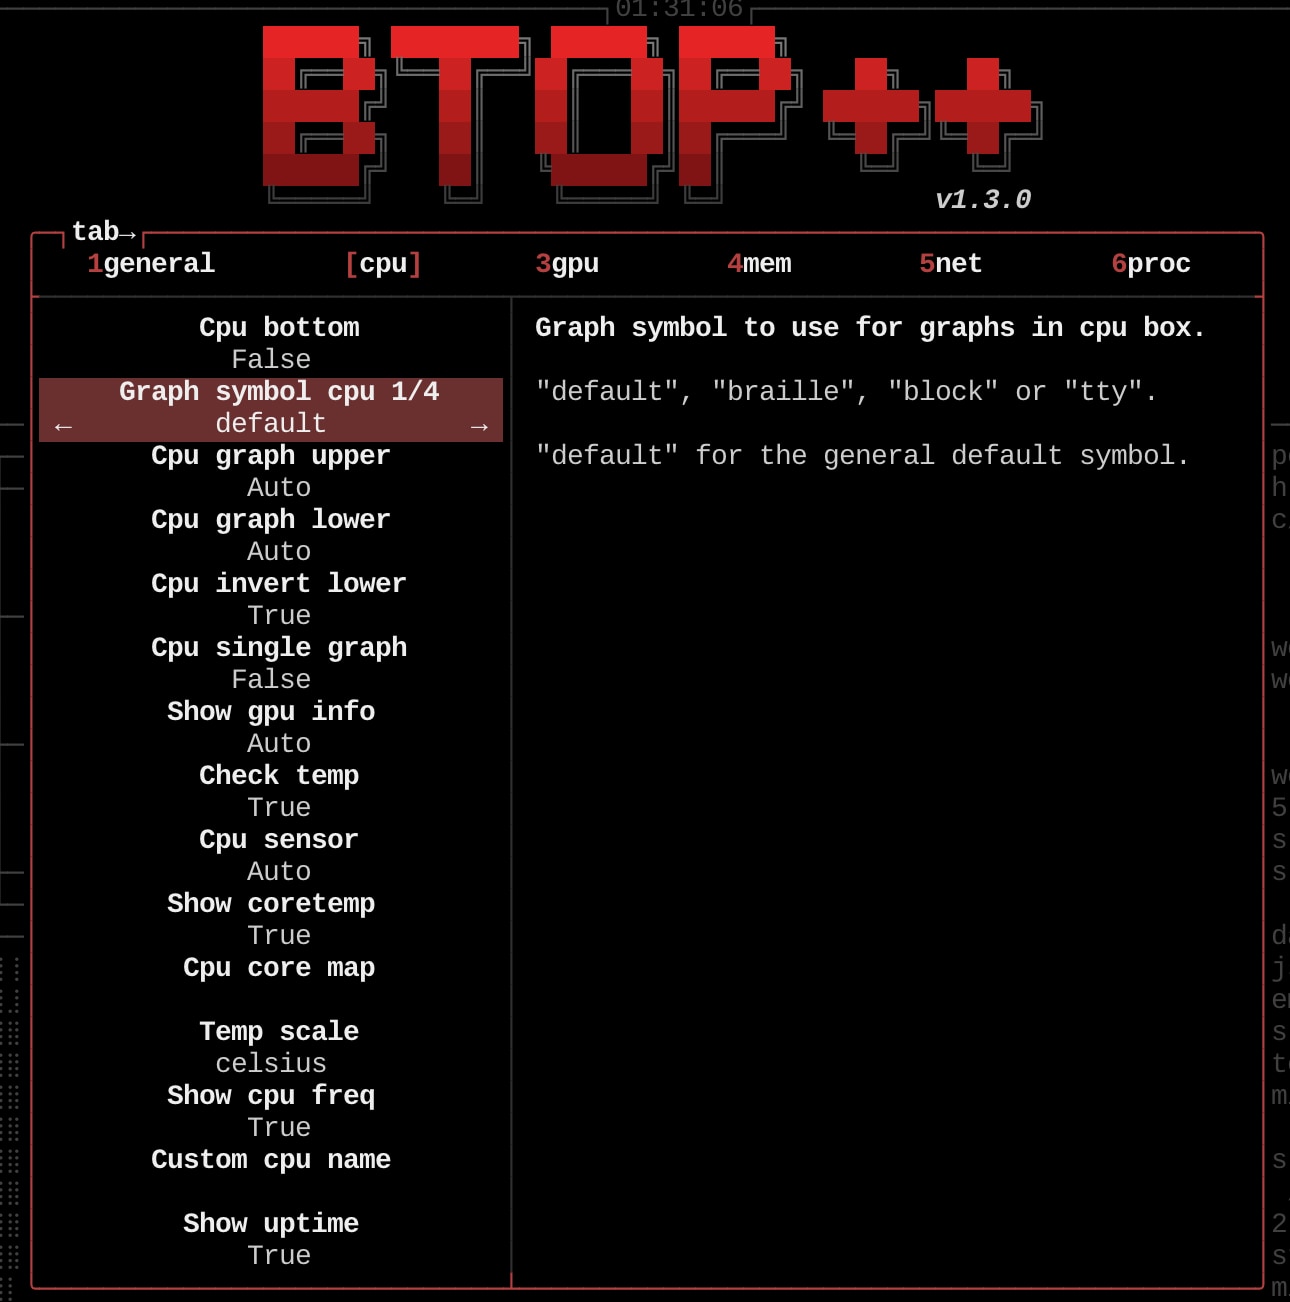 01:31:06
BTOP++
v1.3.0
tab→
1general [cpu] 3gpu 4mem 5net 6proc
Cpu bottom
False
Graph symbol cpu 1/4
← default →
Cpu graph upper
Auto
Cpu graph lower
Auto
Cpu invert lower
True
Cpu single graph
False
Show gpu info
Auto
Check temp
True
Cpu sensor
Auto
Show coretemp
True
Cpu core map
Temp scale
celsius
Show cpu freq
True
Custom cpu name
Show uptime
True
Graph symbol to use for graphs in cpu box.
"default", "braille", "block" or "tty".
"default" for the general default symbol.